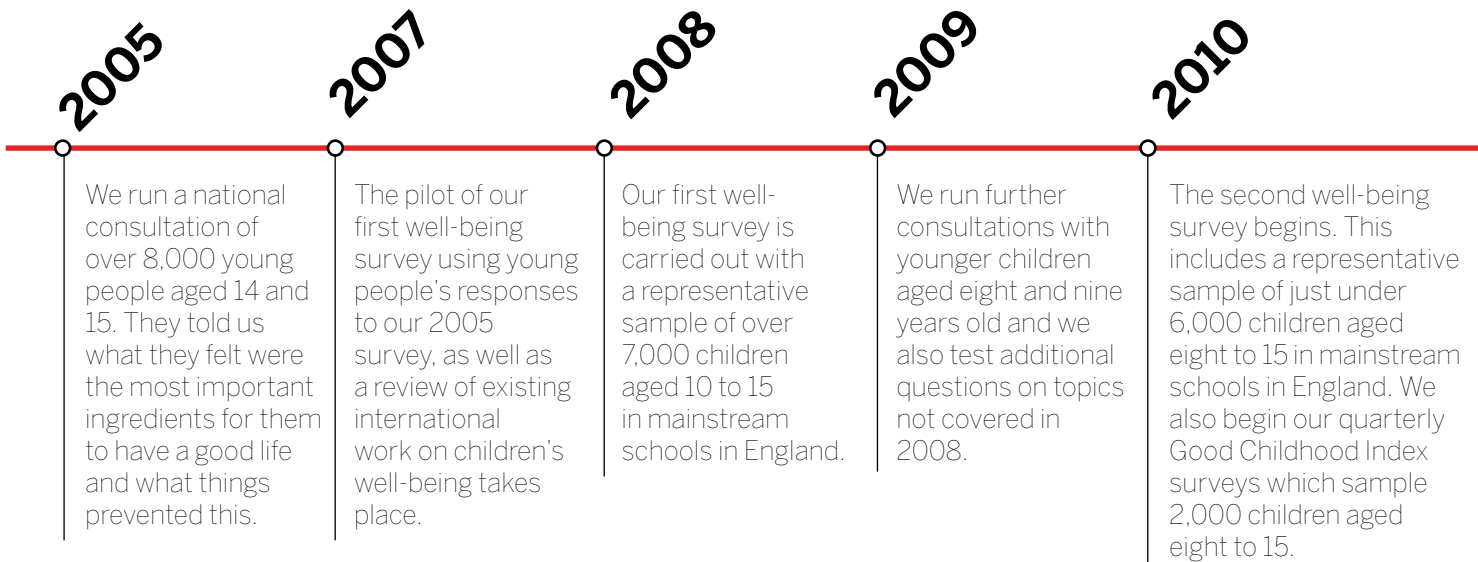 2005
We run a national
consultation of
over 8,000 young
people aged 14 and
15. They told us
what they felt were
the most important
ingredients for them
to have a good life
and what things
prevented this.
2007
The pilot of our
first well-being
survey using young
people’s responses
to our 2005
survey, as well as
a review of existing
international
work on children’s
well-being takes
place.
2008
Our first well-
being survey is
carried out with
a representative
sample of over
7,000 children
aged 10 to 15
in mainstream
schools in England.
2009
We run further
consultations with
younger children
aged eight and nine
years old and we
also test additional
questions on topics
not covered in
2008.
2010
The second well-being
survey begins. This
includes a representative
sample of just under
6,000 children aged
eight to 15 in mainstream
schools in England. We
also begin our quarterly
Good Childhood Index
surveys which sample
2,000 children aged
eight to 15.